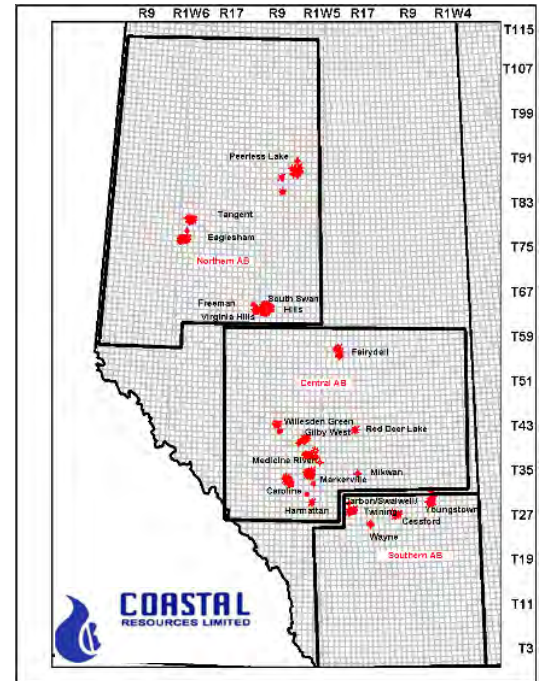 R9 R1W6 R17 R9 R1W5 R17 R9 R1W4
T115
T107
T99
T91
Peerless Lake
T83
Tangent
T75
Eaglesham
Northern AB
T67
Freeman
South Swan
Hills
Virginia Hills
T59
Fairydell
Central AB
T51
T43
Willesden Green
Gilby West
Red Deer Lake
Medicine River
T35
Mikwan
Markerville
Caroline
Harmattan
Carbon/Swalwell/
Twining
Youngstown
T27
Cessford
Wayne
Southern AB
T19
T11
T3
COASTAL
RESOURCES LIMITED